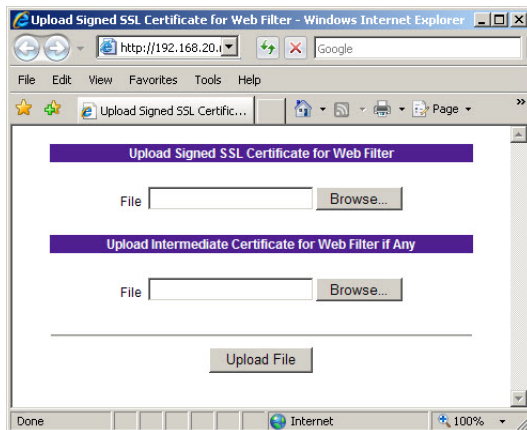 Upload Signed SSL Certificate for Web Filter - Windows Internet Explorer
http://192.168.20.
Google
File Edit View Favorites Tools Help
Upload Signed SSL Certific... Page »
Upload Signed SSL Certificate for Web Filter
File Browse...
Upload Intermediate Certificate for Web Filter if Any
File Browse...
Upload File
Done Internet 100%